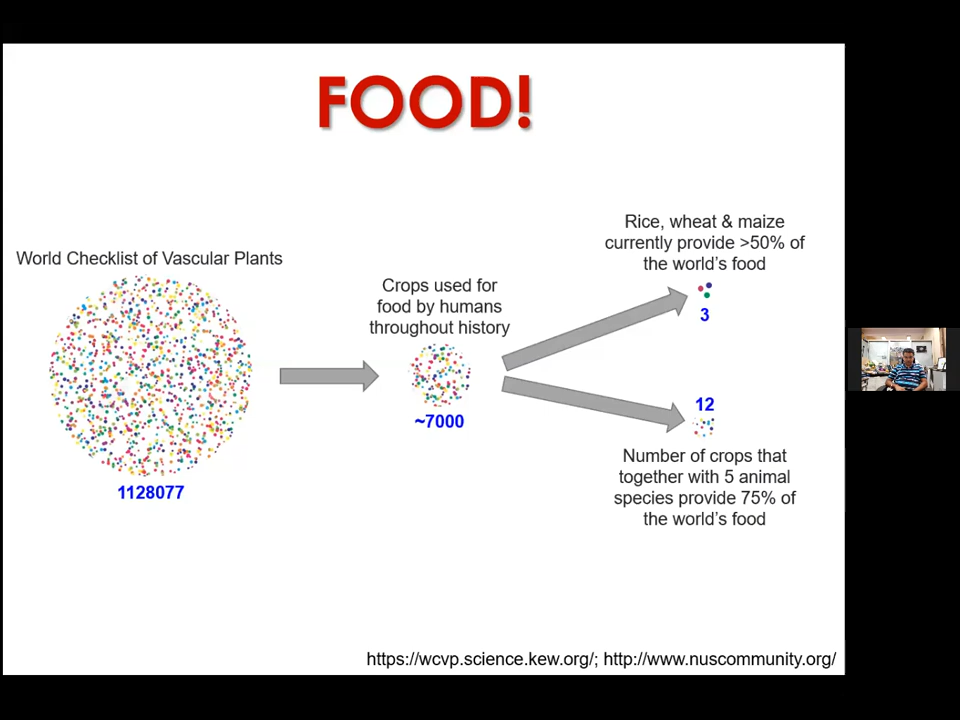 FOOD!
World Checklist of Vascular Plants
1128077
Crops used for
food by humans
throughout history
~7000
Rice, wheat & maize
currently provide >50% of
the world's food
3
12
Number of crops that
together with 5 animal
species provide 75% of
the world's food
https://wcvp.science.kew.org/; http://www.nuscommunity.org/